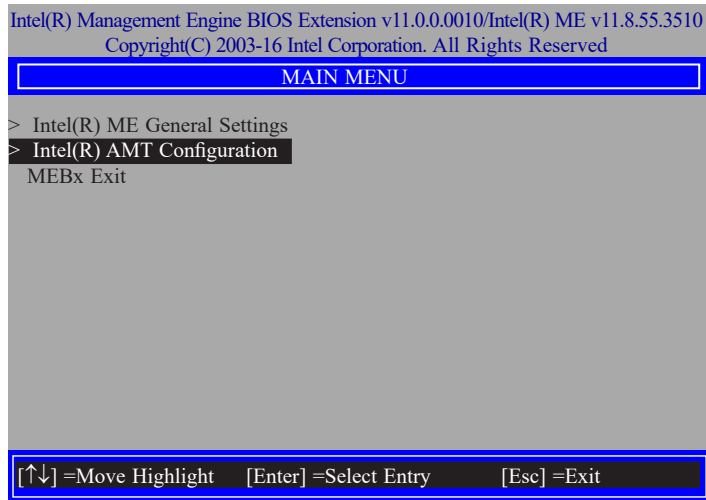 Intel(R) Management Engine BIOS Extension v11.0.0.0010/Intel(R) ME v11.8.55.3510
Copyright(C) 2003-16 Intel Corporation. All Rights Reserved
MAIN MENU
> Intel(R) ME General Settings
> Intel(R) AMT Configuration
MEBx Exit
[↑↓] =Move Highlight [Enter] =Select Entry [Esc] =Exit